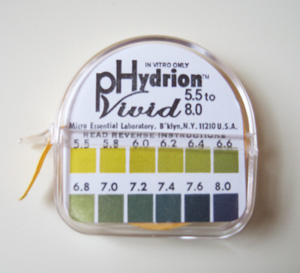 IN VITRO ONLY
pHydrion™
Vivid 5.5 to 8.0
Micro Essential Laboratory, B'klyn, N.Y. 11210 U.S.A.
READ REVERSE INSTRUCTIONS
5.5 5.8 6.0 6.2 6.4 6.6
6.8 7.0 7.2 7.4 7.6 8.0